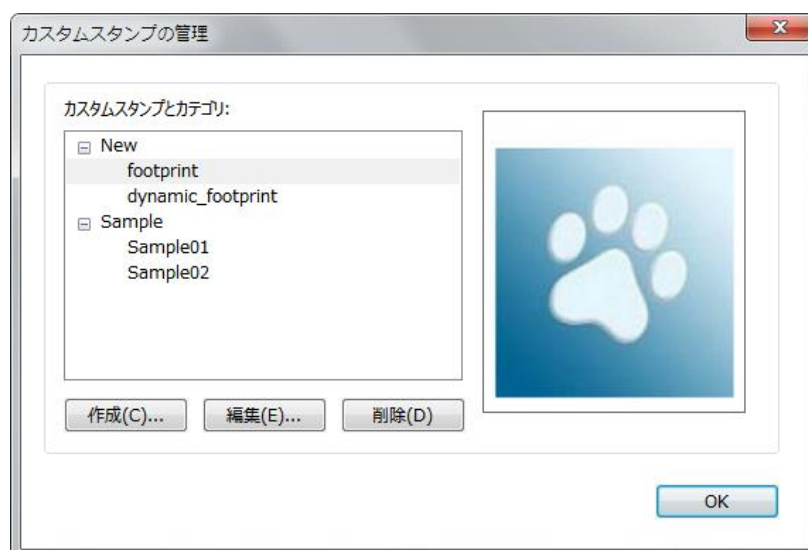 カスタムスタンプの管理
カスタムスタンプとカテゴリ:
New
footprint
dynamic_footprint
Sample
Sample01
Sample02
作成(C)... 編集(E)... 削除(D)
OK